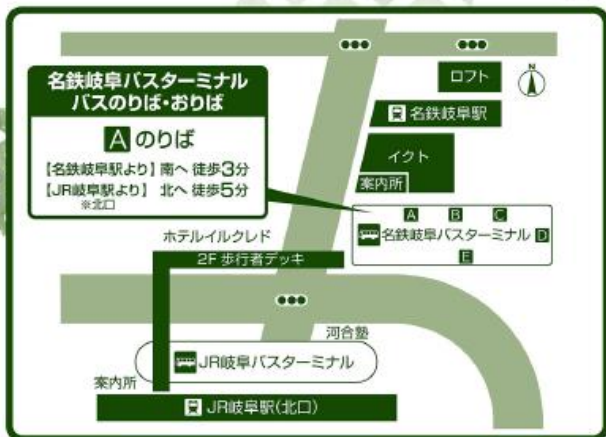 名鉄岐阜バスターミナル
バスのりば・おりば
A のりば
【名鉄岐阜駅より】南へ 徒歩3分
【JR岐阜駅より】 北へ 徒歩5分
※北口
ロフト
N
名鉄岐阜駅
イクト
案内所
A B C
名鉄岐阜バスターミナル D
E
ホテルイルクレド
2F 歩行者デッキ
河合塾
JR岐阜バスターミナル
案内所
JR岐阜駅(北口)